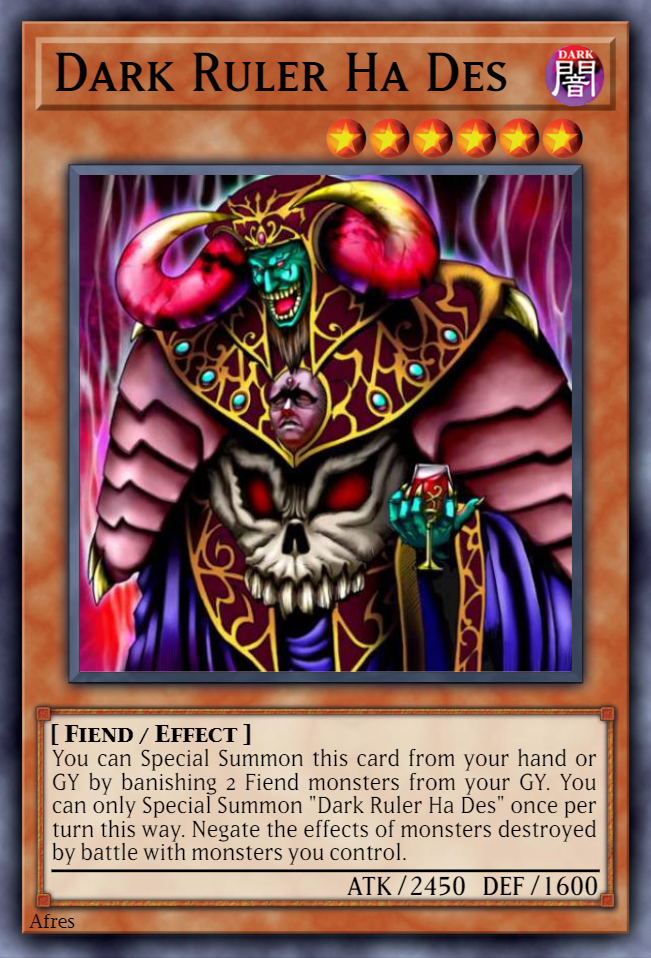 Dark Ruler Ha Des
DARK
闇
[ Fiend / Effect ]
You can Special Summon this card from your hand or
GY by banishing 2 Fiend monsters from your GY. You
can only Special Summon "Dark Ruler Ha Des" once per
turn this way. Negate the effects of monsters destroyed
by battle with monsters you control.
ATK / 2450 DEF / 1600
Afres